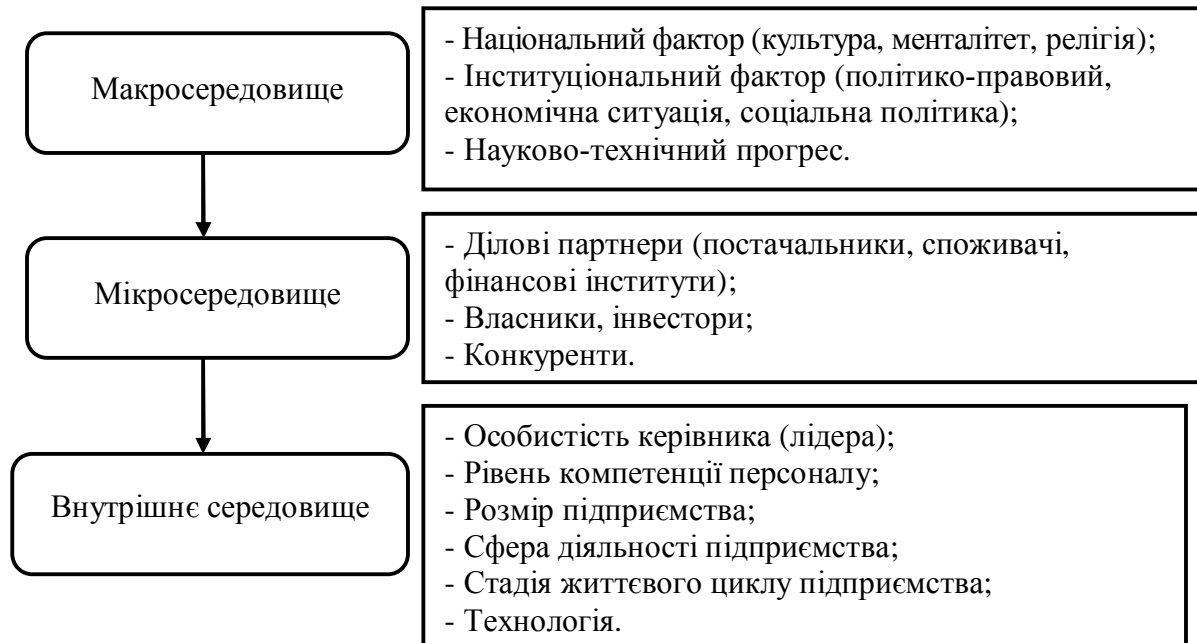 Макросередовище
- Національний фактор (культура, менталітет, релігія);
- Інституціональний фактор (політико-правовий,
економічна ситуація, соціальна політика);
- Науково-технічний прогрес.
Мікросередовище
- Ділові партнери (постачальники, споживачі,
фінансові інститути);
- Власники, інвестори;
- Конкуренти.
Внутрішнє середовище
- Особистість керівника (лідера);
- Рівень компетенції персоналу;
- Розмір підприємства;
- Сфера діяльності підприємства;
- Стадія життєвого циклу підприємства;
- Технологія.